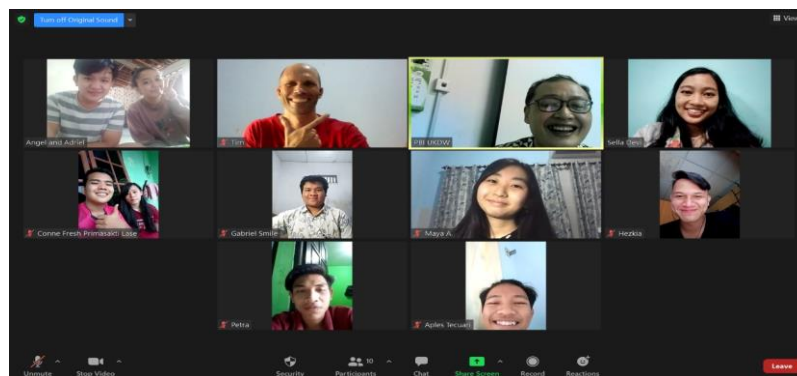 Turn off Original Sound
View
Angel and Adriel
Tim
PBI UKDW
Sella Devi
Conne Fresh Primasakti Lase
Gabriel Smile
Maya A
Hezkia
Petra
Aples Tecuari
Unmute
Stop Video
Security
Participants
10
Chat
Share Screen
Record
Reactions
Leave